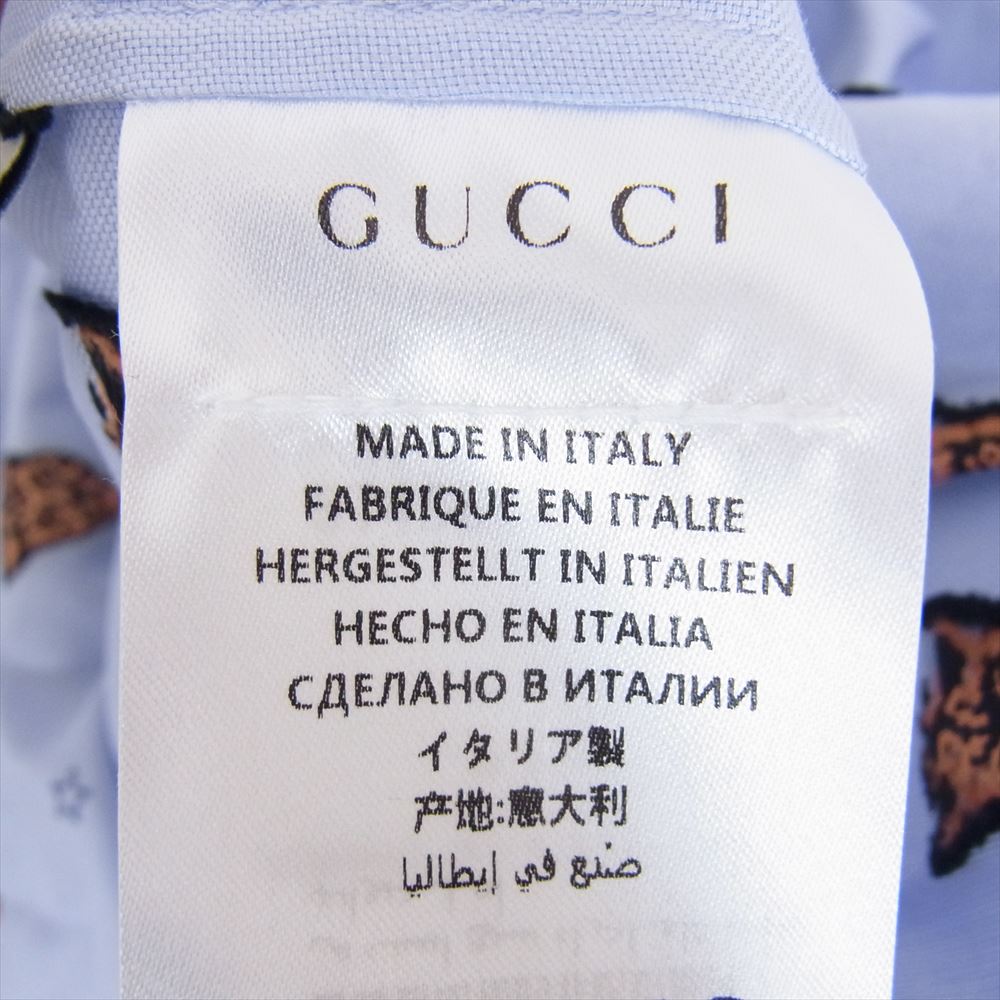 GUCCI
MADE IN ITALY
FABRIQUE EN ITALIE
HERGESTELLT IN ITALIEN
HECHO EN ITALIA
СДЕЛАНО В ИТАЛИИ
イタリア製
产地:意大利
صنع في إيطاليا